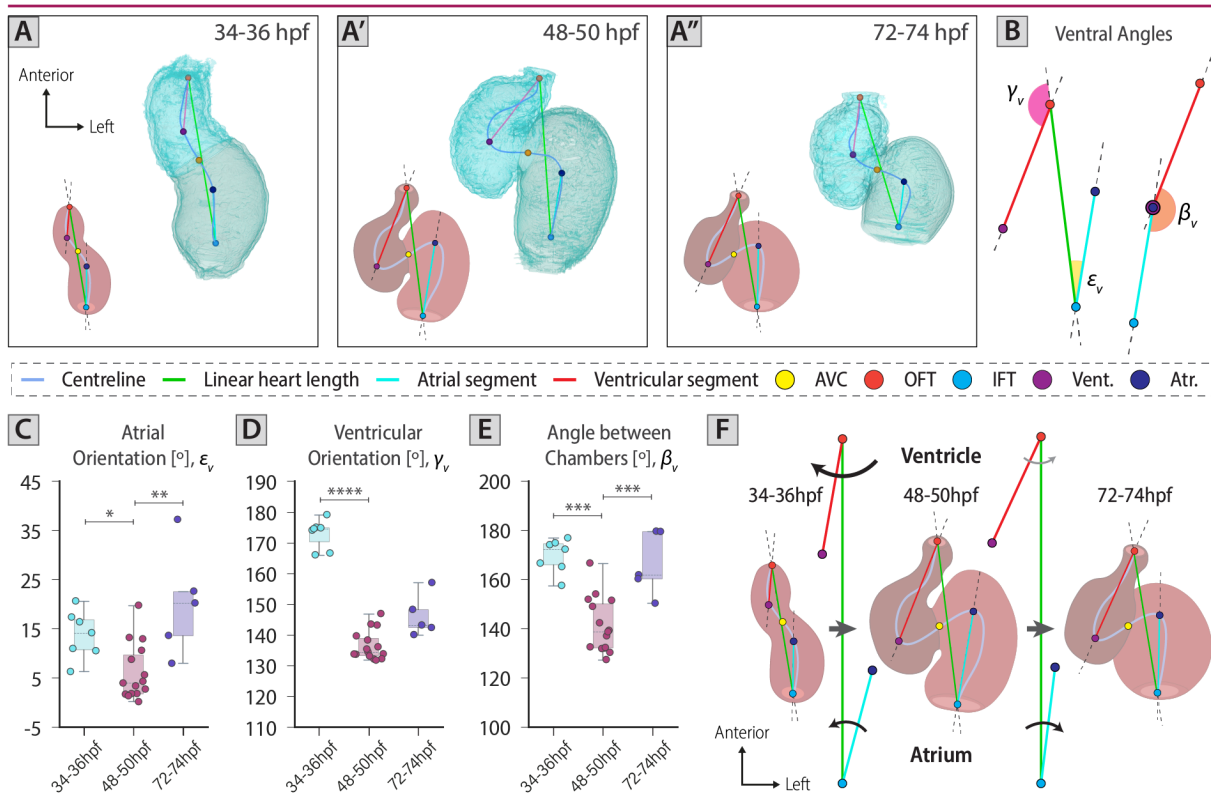 A
34-36 hpf
A′
48-50 hpf
A″
72-74 hpf
B
Ventral Angles
Anterior
Left
γv
εv
βv
Centreline
Linear heart length
Atrial segment
Ventricular segment
AVC
OFT
IFT
Vent.
Atr.
C
Atrial
Orientation [º], εv
45
35
25
15
5
-5
*
**
34-36hpf
48-50hpf
72-74hpf
D
Ventricular
Orientation [º], γv
190
180
170
160
150
140
130
120
110
****
34-36hpf
48-50hpf
72-74hpf
E
Angle between
Chambers [º], βv
200
180
160
140
120
100
***
***
34-36hpf
48-50hpf
72-74hpf
F
Ventricle
34-36hpf
48-50hpf
72-74hpf
Anterior
Left
Atrium